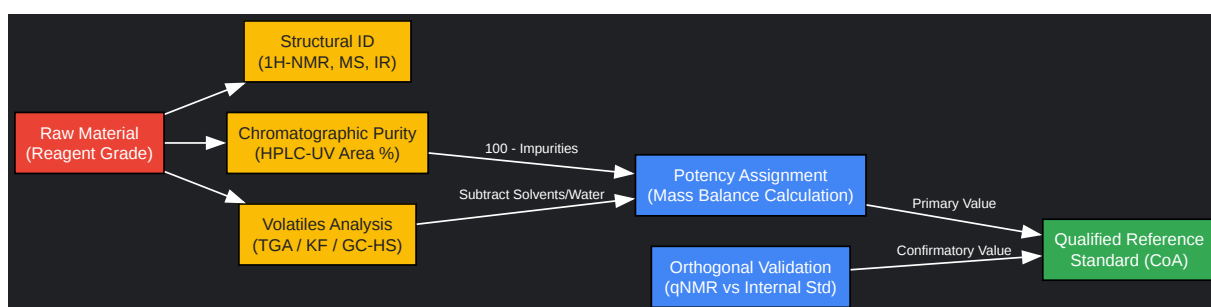 Structural ID
(1H-NMR, MS, IR)
Raw Material
(Reagent Grade)
Chromatographic Purity
(HPLC-UV Area %)
100 - Impurities
Potency Assignment
(Mass Balance Calculation)
Subtract Solvents/Water
Volatiles Analysis
(TGA / KF / GC-HS)
Primary Value
Qualified Reference
Standard (CoA)
Confirmatory Value
Orthogonal Validation
(qNMR vs Internal Std)